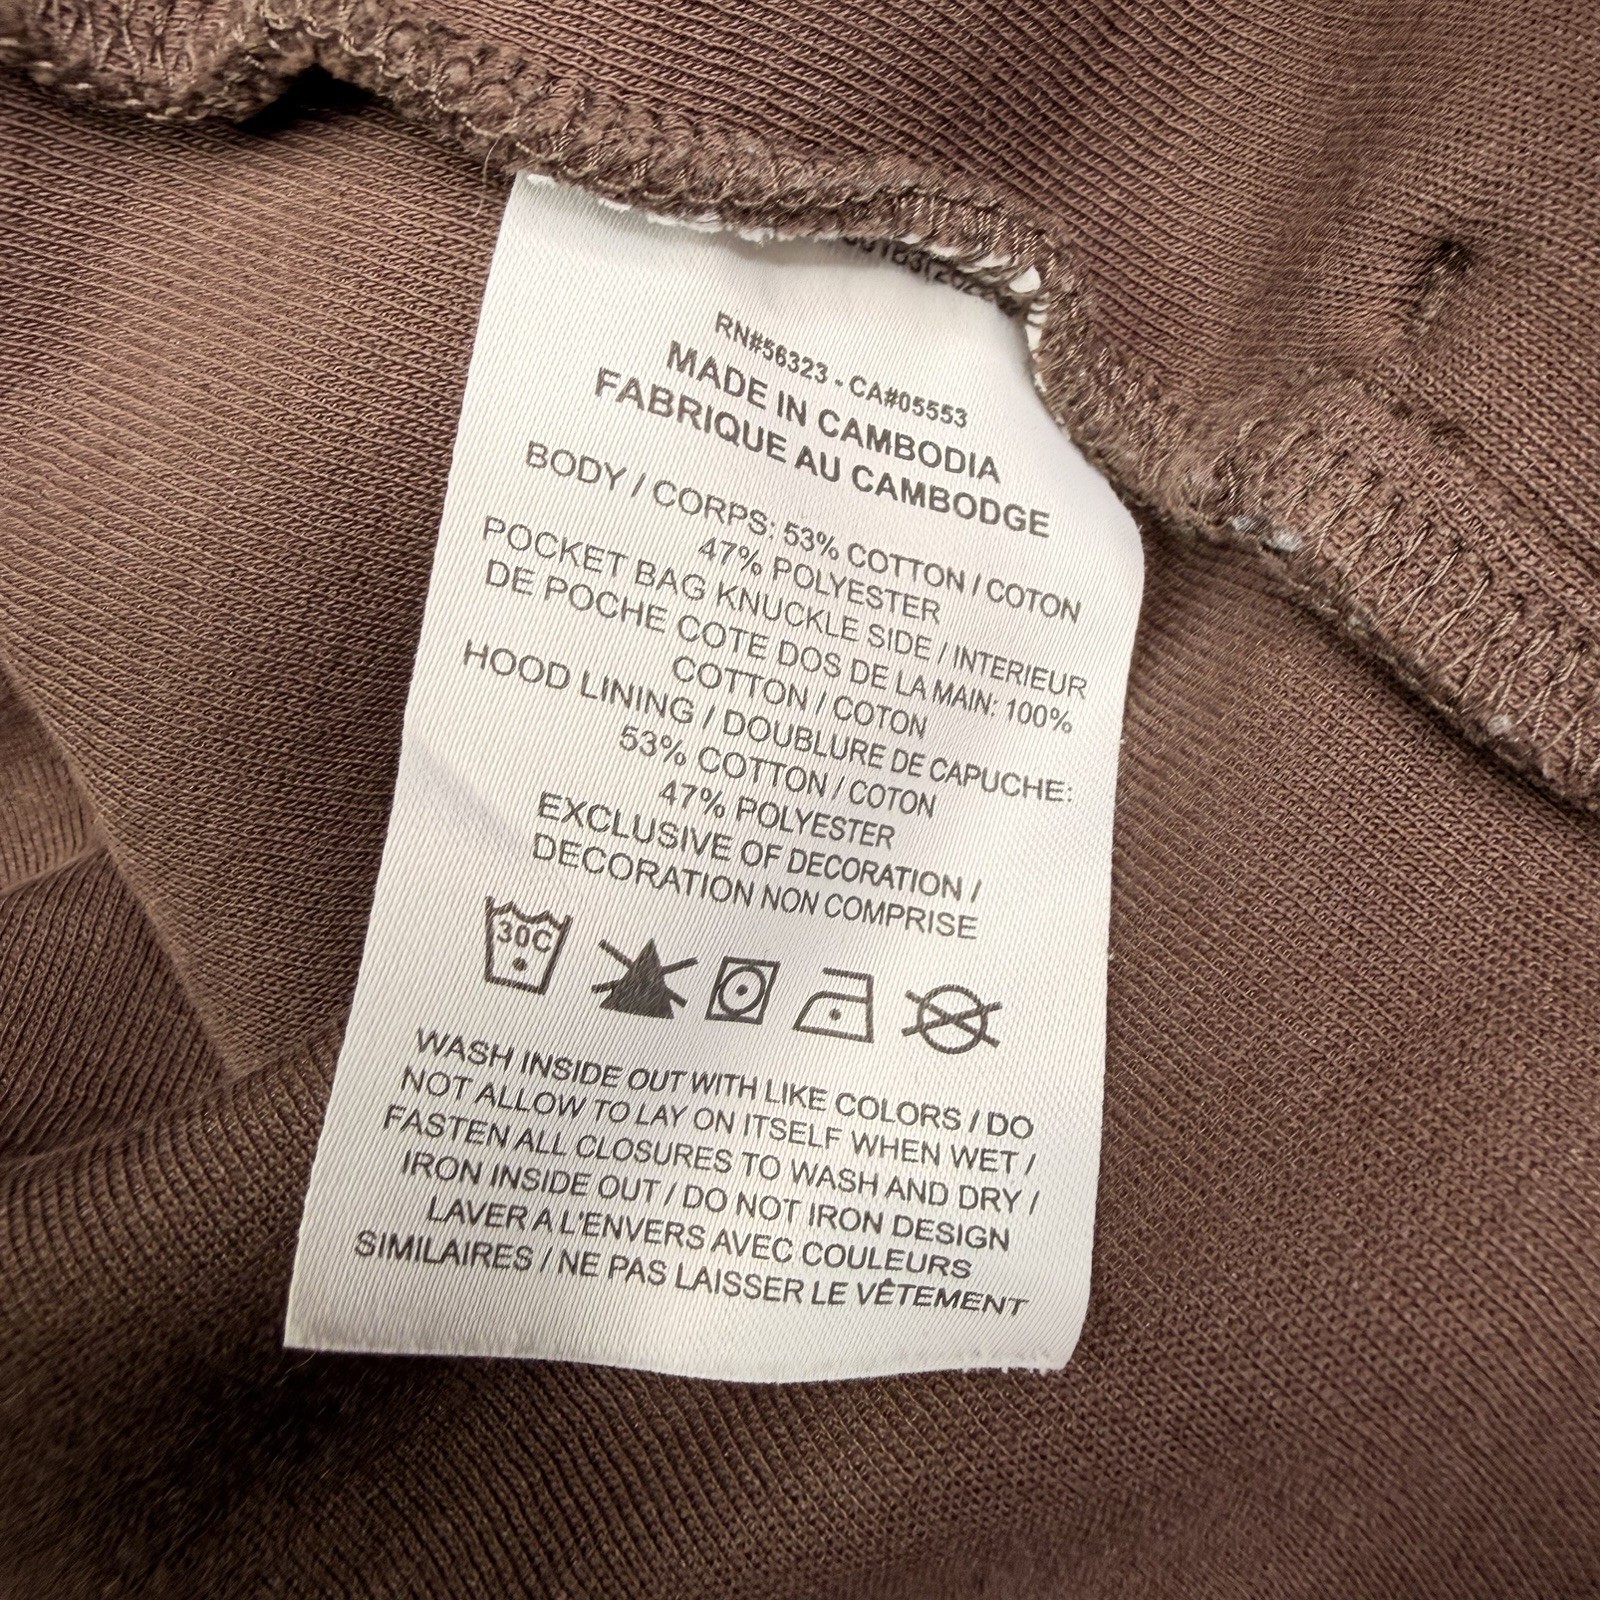 RN#56323 - CA#05553
MADE IN CAMBODIA
FABRIQUE AU CAMBODGE
BODY / CORPS: 53% COTTON / COTON
47% POLYESTER
POCKET BAG KNUCKLE SIDE / INTERIEUR
DE POCHE COTE DOS DE LA MAIN: 100%
COTTON / COTON
HOOD LINING / DOUBLURE DE CAPUCHE:
53% COTTON / COTON
47% POLYESTER
EXCLUSIVE OF DECORATION /
DECORATION NON COMPRISE
30C
WASH INSIDE OUT WITH LIKE COLORS / DO
NOT ALLOW TO LAY ON ITSELF WHEN WET /
FASTEN ALL CLOSURES TO WASH AND DRY /
IRON INSIDE OUT / DO NOT IRON DESIGN
LAVER A L'ENVERS AVEC COULEURS
SIMILAIRES / NE PAS LAISSER LE VÊTEMENT